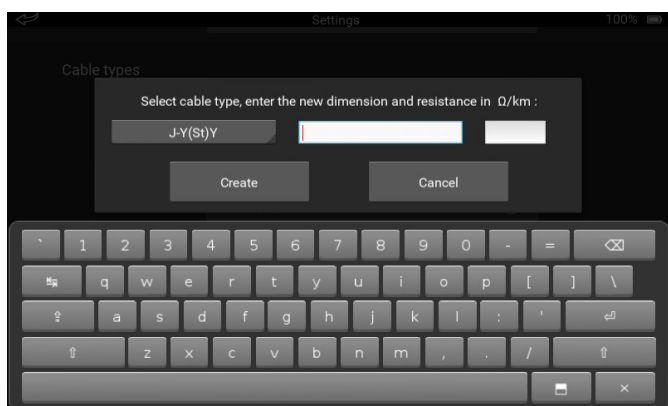 Settings 100%
Cable types
Select cable type, enter the new dimension and resistance in Ω/km :
J-Y(St)Y
Create Cancel
` 1 2 3 4 5 6 7 8 9 0 - =
q w e r t y u i o p [ ] \
a s d f g h j k l : '
z x c v b n m , . /